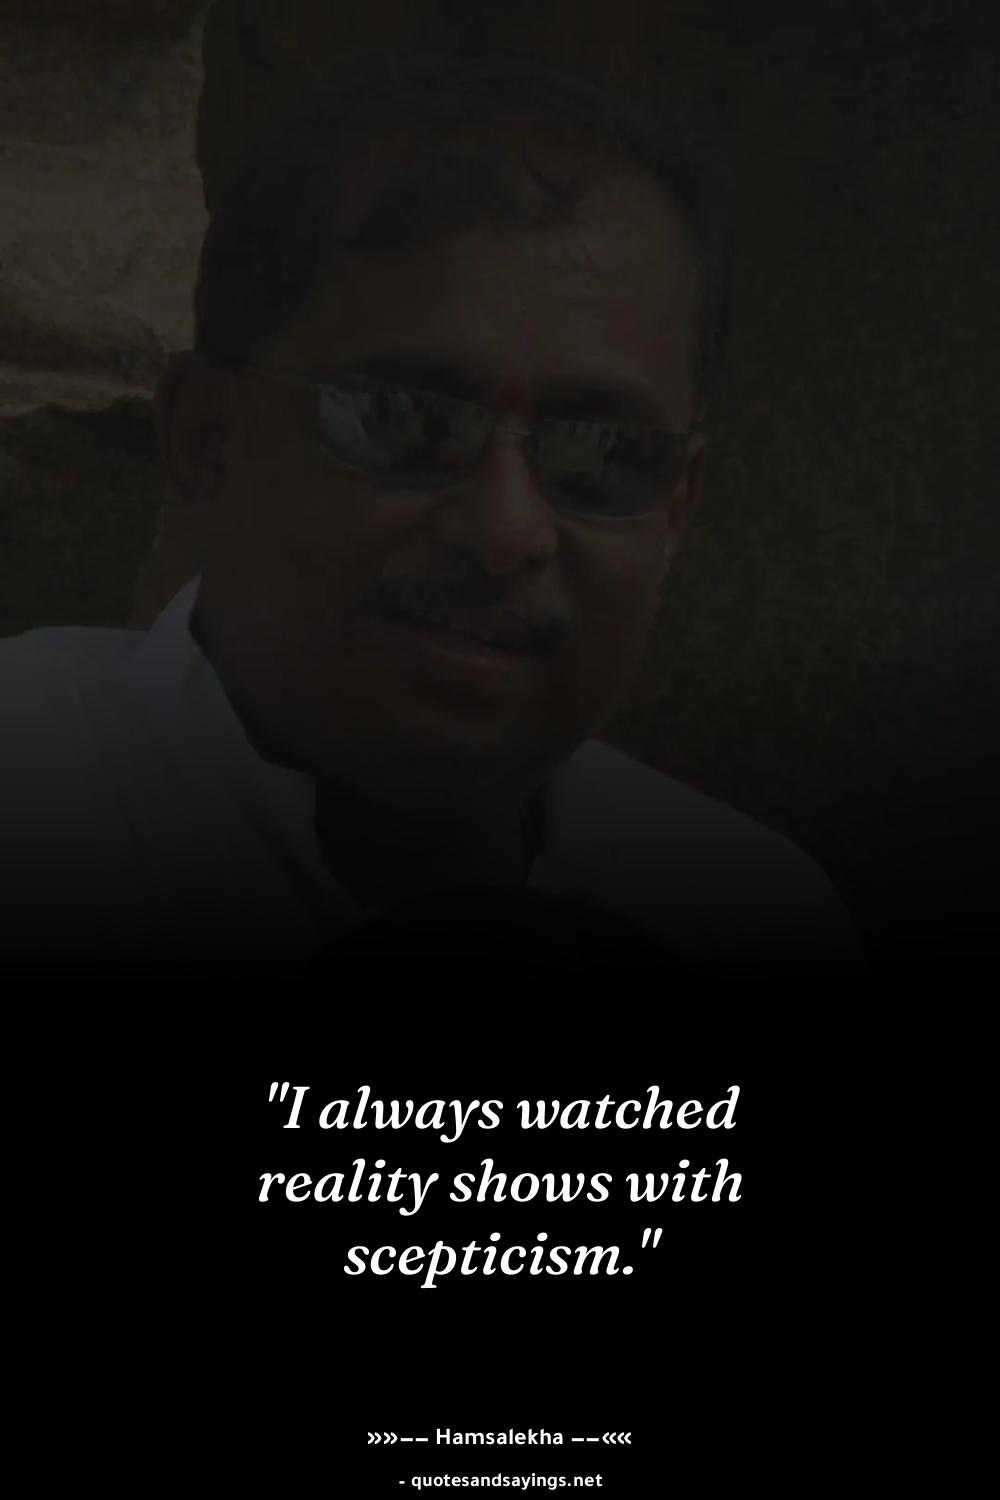 "I always watched
reality shows with
scepticism."
»»−− Hamsalekha −−««
- quotesandsayings.net